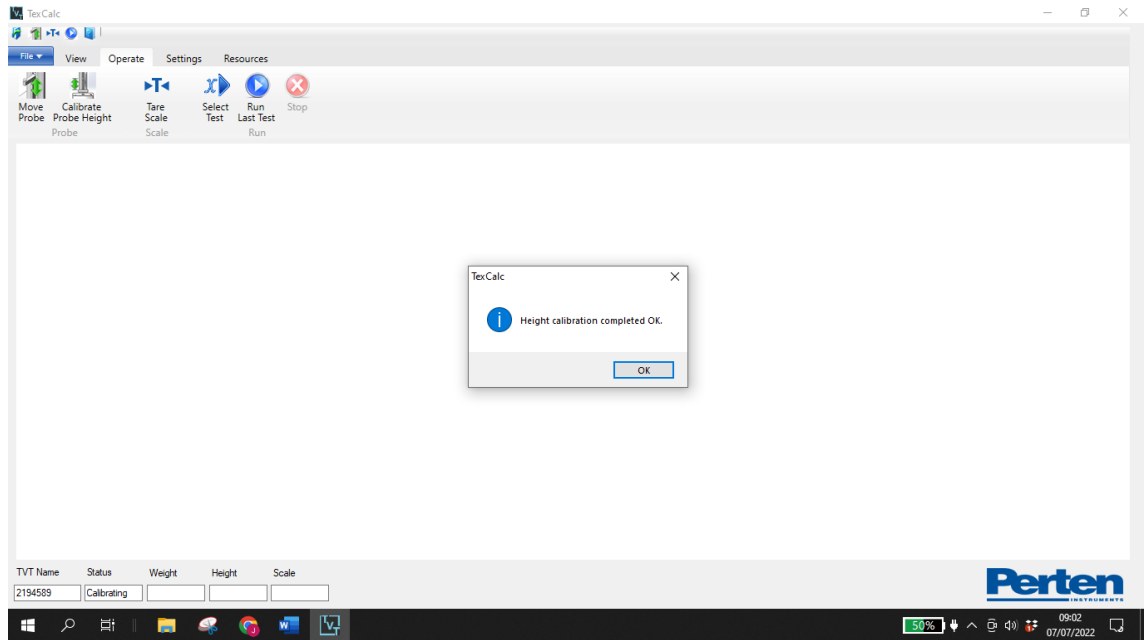 TexCalc
File View Operate Settings Resources
Move Probe
Calibrate Probe Height
Tare Scale
Select Test
Run Last Test
Stop
Probe Scale Run
TexCalc
Height calibration completed OK.
OK
TVT Name Status Weight Height Scale
2194589 Calibrating
Perten
INSTRUMENTS
50%
09:02
07/07/2022